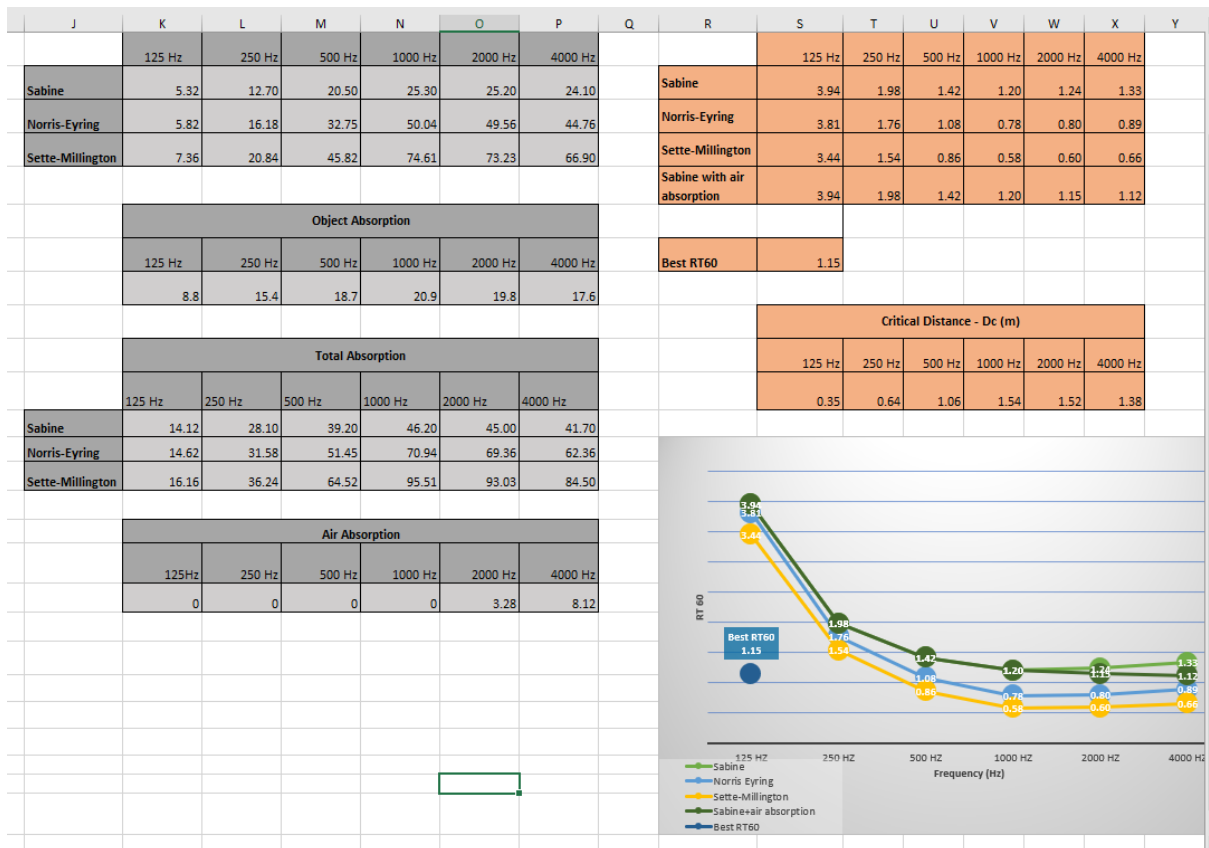 J K L M N O P Q R S T U V W X Y
125 Hz 250 Hz 500 Hz 1000 Hz 2000 Hz 4000 Hz
Sabine 5.32 12.70 20.50 25.30 25.20 24.10
Norris-Eyring 5.82 16.18 32.75 50.04 49.56 44.76
Sette-Millington 7.36 20.84 45.82 74.61 73.23 66.90
Object Absorption
125 Hz 250 Hz 500 Hz 1000 Hz 2000 Hz 4000 Hz
8.8 15.4 18.7 20.9 19.8 17.6
Total Absorption
125 Hz 250 Hz 500 Hz 1000 Hz 2000 Hz 4000 Hz
Sabine 14.12 28.10 39.20 46.20 45.00 41.70
Norris-Eyring 14.62 31.58 51.45 70.94 69.36 62.36
Sette-Millington 16.16 36.24 64.52 95.51 93.03 84.50
Air Absorption
125Hz 250 Hz 500 Hz 1000 Hz 2000 Hz 4000 Hz
0 0 0 0 3.28 8.12
125 Hz 250 Hz 500 Hz 1000 Hz 2000 Hz 4000 Hz
Sabine 3.94 1.98 1.42 1.20 1.24 1.33
Norris-Eyring 3.81 1.76 1.08 0.78 0.80 0.89
Sette-Millington 3.44 1.54 0.86 0.58 0.60 0.66
Sabine with air
absorption 3.94 1.98 1.42 1.20 1.15 1.12
Best RT60 1.15
Critical Distance - Dc (m)
125 Hz 250 Hz 500 Hz 1000 Hz 2000 Hz 4000 Hz
0.35 0.64 1.06 1.54 1.52 1.38
RT 60
3.94
3.81
3.44
Best RT60
1.15
1.98
1.76
1.54
1.42
1.08
0.86
1.20
0.78
0.58
1.24
1.15
0.80
0.60
1.33
1.12
0.89
0.66
125 HZ 250 HZ 500 HZ 1000 HZ 2000 HZ 4000 HZ
Frequency (Hz)
Sabine
Norris Eyring
Sette-Millington
Sabine+air absorption
Best RT60